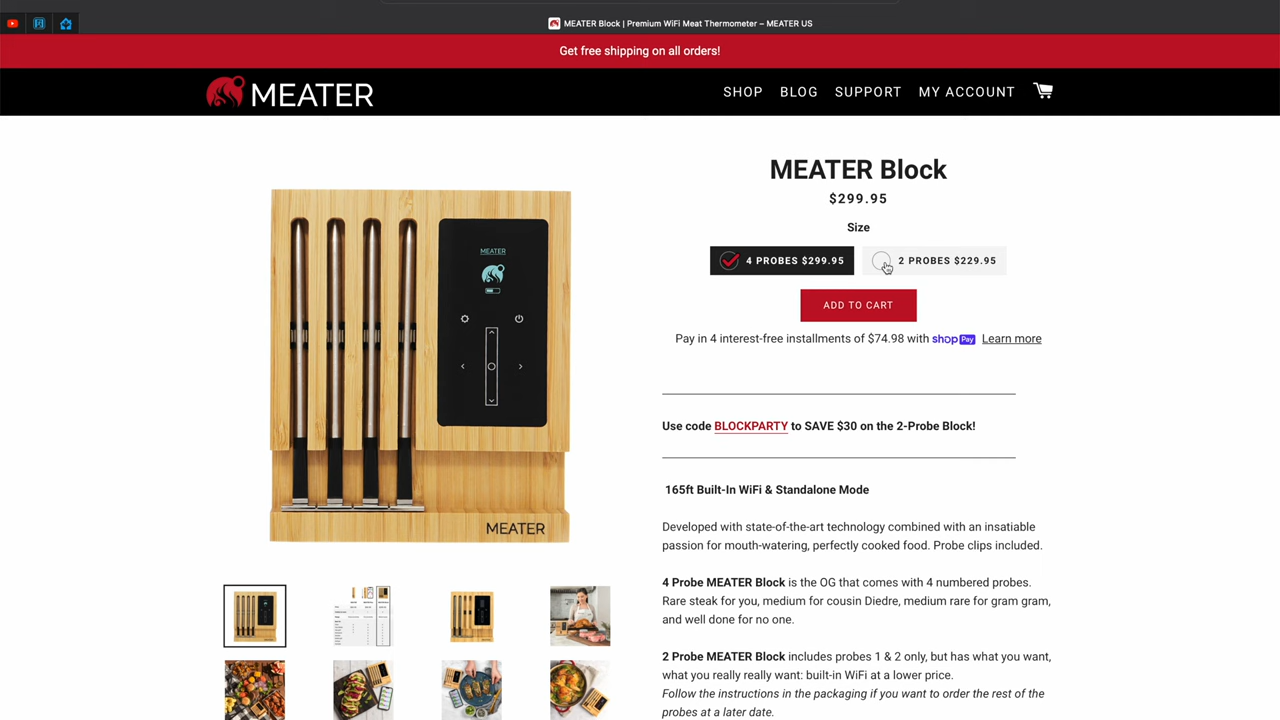 MEATER Block | Premium WiFi Meat Thermometer – MEATER US
Get free shipping on all orders!
MEATER
SHOP BLOG SUPPORT MY ACCOUNT
MEATER Block
$299.95
Size
4 PROBES $299.95 2 PROBES $229.95
ADD TO CART
Pay in 4 interest-free installments of $74.98 with shop Pay Learn more
MEATER
MEATER
Use code BLOCKPARTY to SAVE $30 on the 2-Probe Block!
165ft Built-In WiFi & Standalone Mode
Developed with state-of-the-art technology combined with an insatiable
passion for mouth-watering, perfectly cooked food. Probe clips included.
4 Probe MEATER Block is the OG that comes with 4 numbered probes.
Rare steak for you, medium for cousin Diedre, medium rare for gram gram,
and well done for no one.
2 Probe MEATER Block includes probes 1 & 2 only, but has what you want,
what you really really want: built-in WiFi at a lower price.
Follow the instructions in the packaging if you want to order the rest of the
probes at a later date.